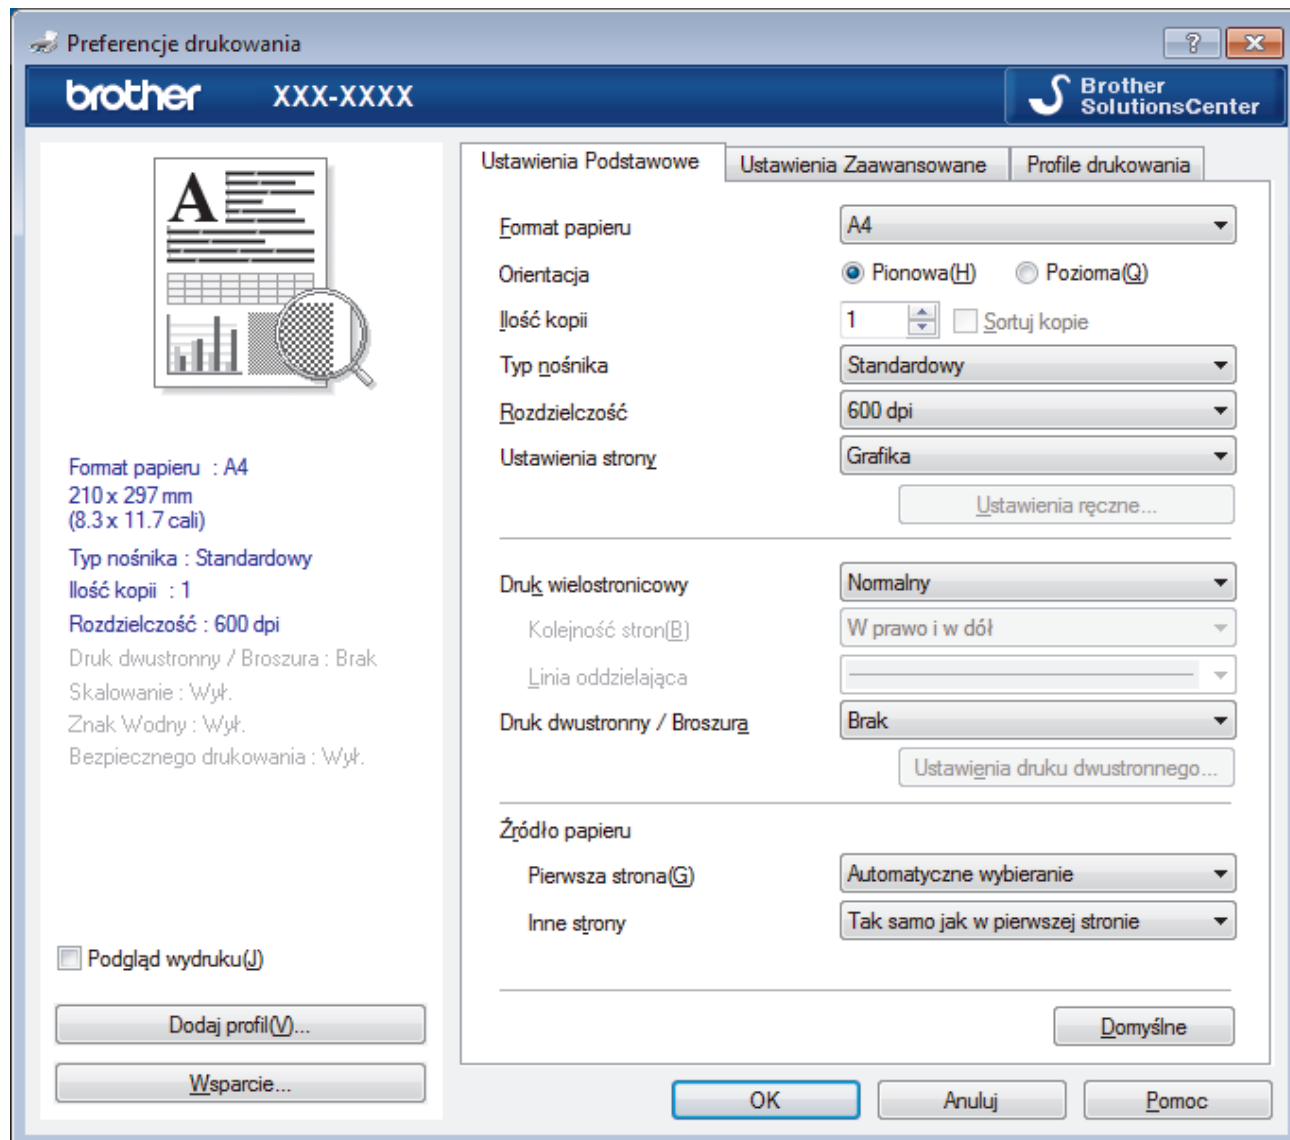 Preferencje drukowania
brother XXX-XXXX
Brother
SolutionsCenter
A
Format papieru : A4
210 x 297 mm
(8.3 x 11.7 cali)
Typ nośnika : Standardowy
Ilość kopii : 1
Rozdzielczość : 600 dpi
Druk dwustronny / Broszura : Brak
Skalowanie : Wył.
Znak Wodny : Wył.
Bezpiecznego drukowania : Wył.
Podgląd wydruku(J)
Dodaj profil(V)...
Wsparcie...
Ustawienia Podstawowe Ustawienia Zaawansowane Profile drukowania
Format papieru A4
Orientacja Pionowa(H) Pozioma(Q)
Ilość kopii 1 Sortuj kopie
Typ nośnika Standardowy
Rozdzielczość 600 dpi
Ustawienia strony Grafika
Ustawienia ręczne...
Druk wielostronicowy Normalny
Kolejność stron(B) W prawo i w dół
Linia oddzielająca
Druk dwustronny / Broszura Brak
Ustawienia druku dwustronnego...
Źródło papieru
Pierwsza strona(G) Automatyczne wybieranie
Inne strony Tak samo jak w pierwszej stronie
Domyślne
OK Anuluj Pomoc